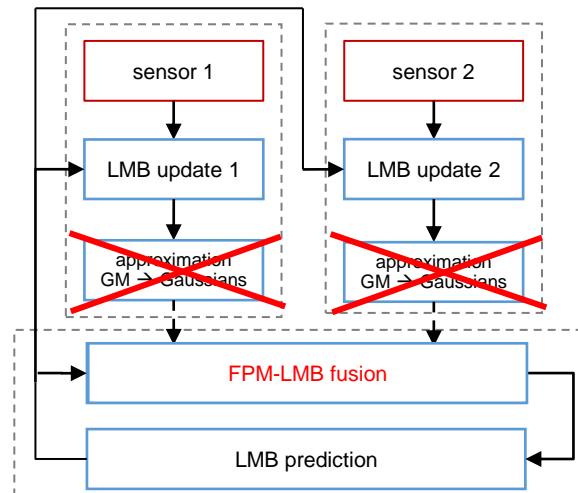 sensor 1
sensor 2
LMB update 1
LMB update 2
approximation
GM → Gaussians
approximation
GM → Gaussians
FPM-LMB fusion
LMB prediction